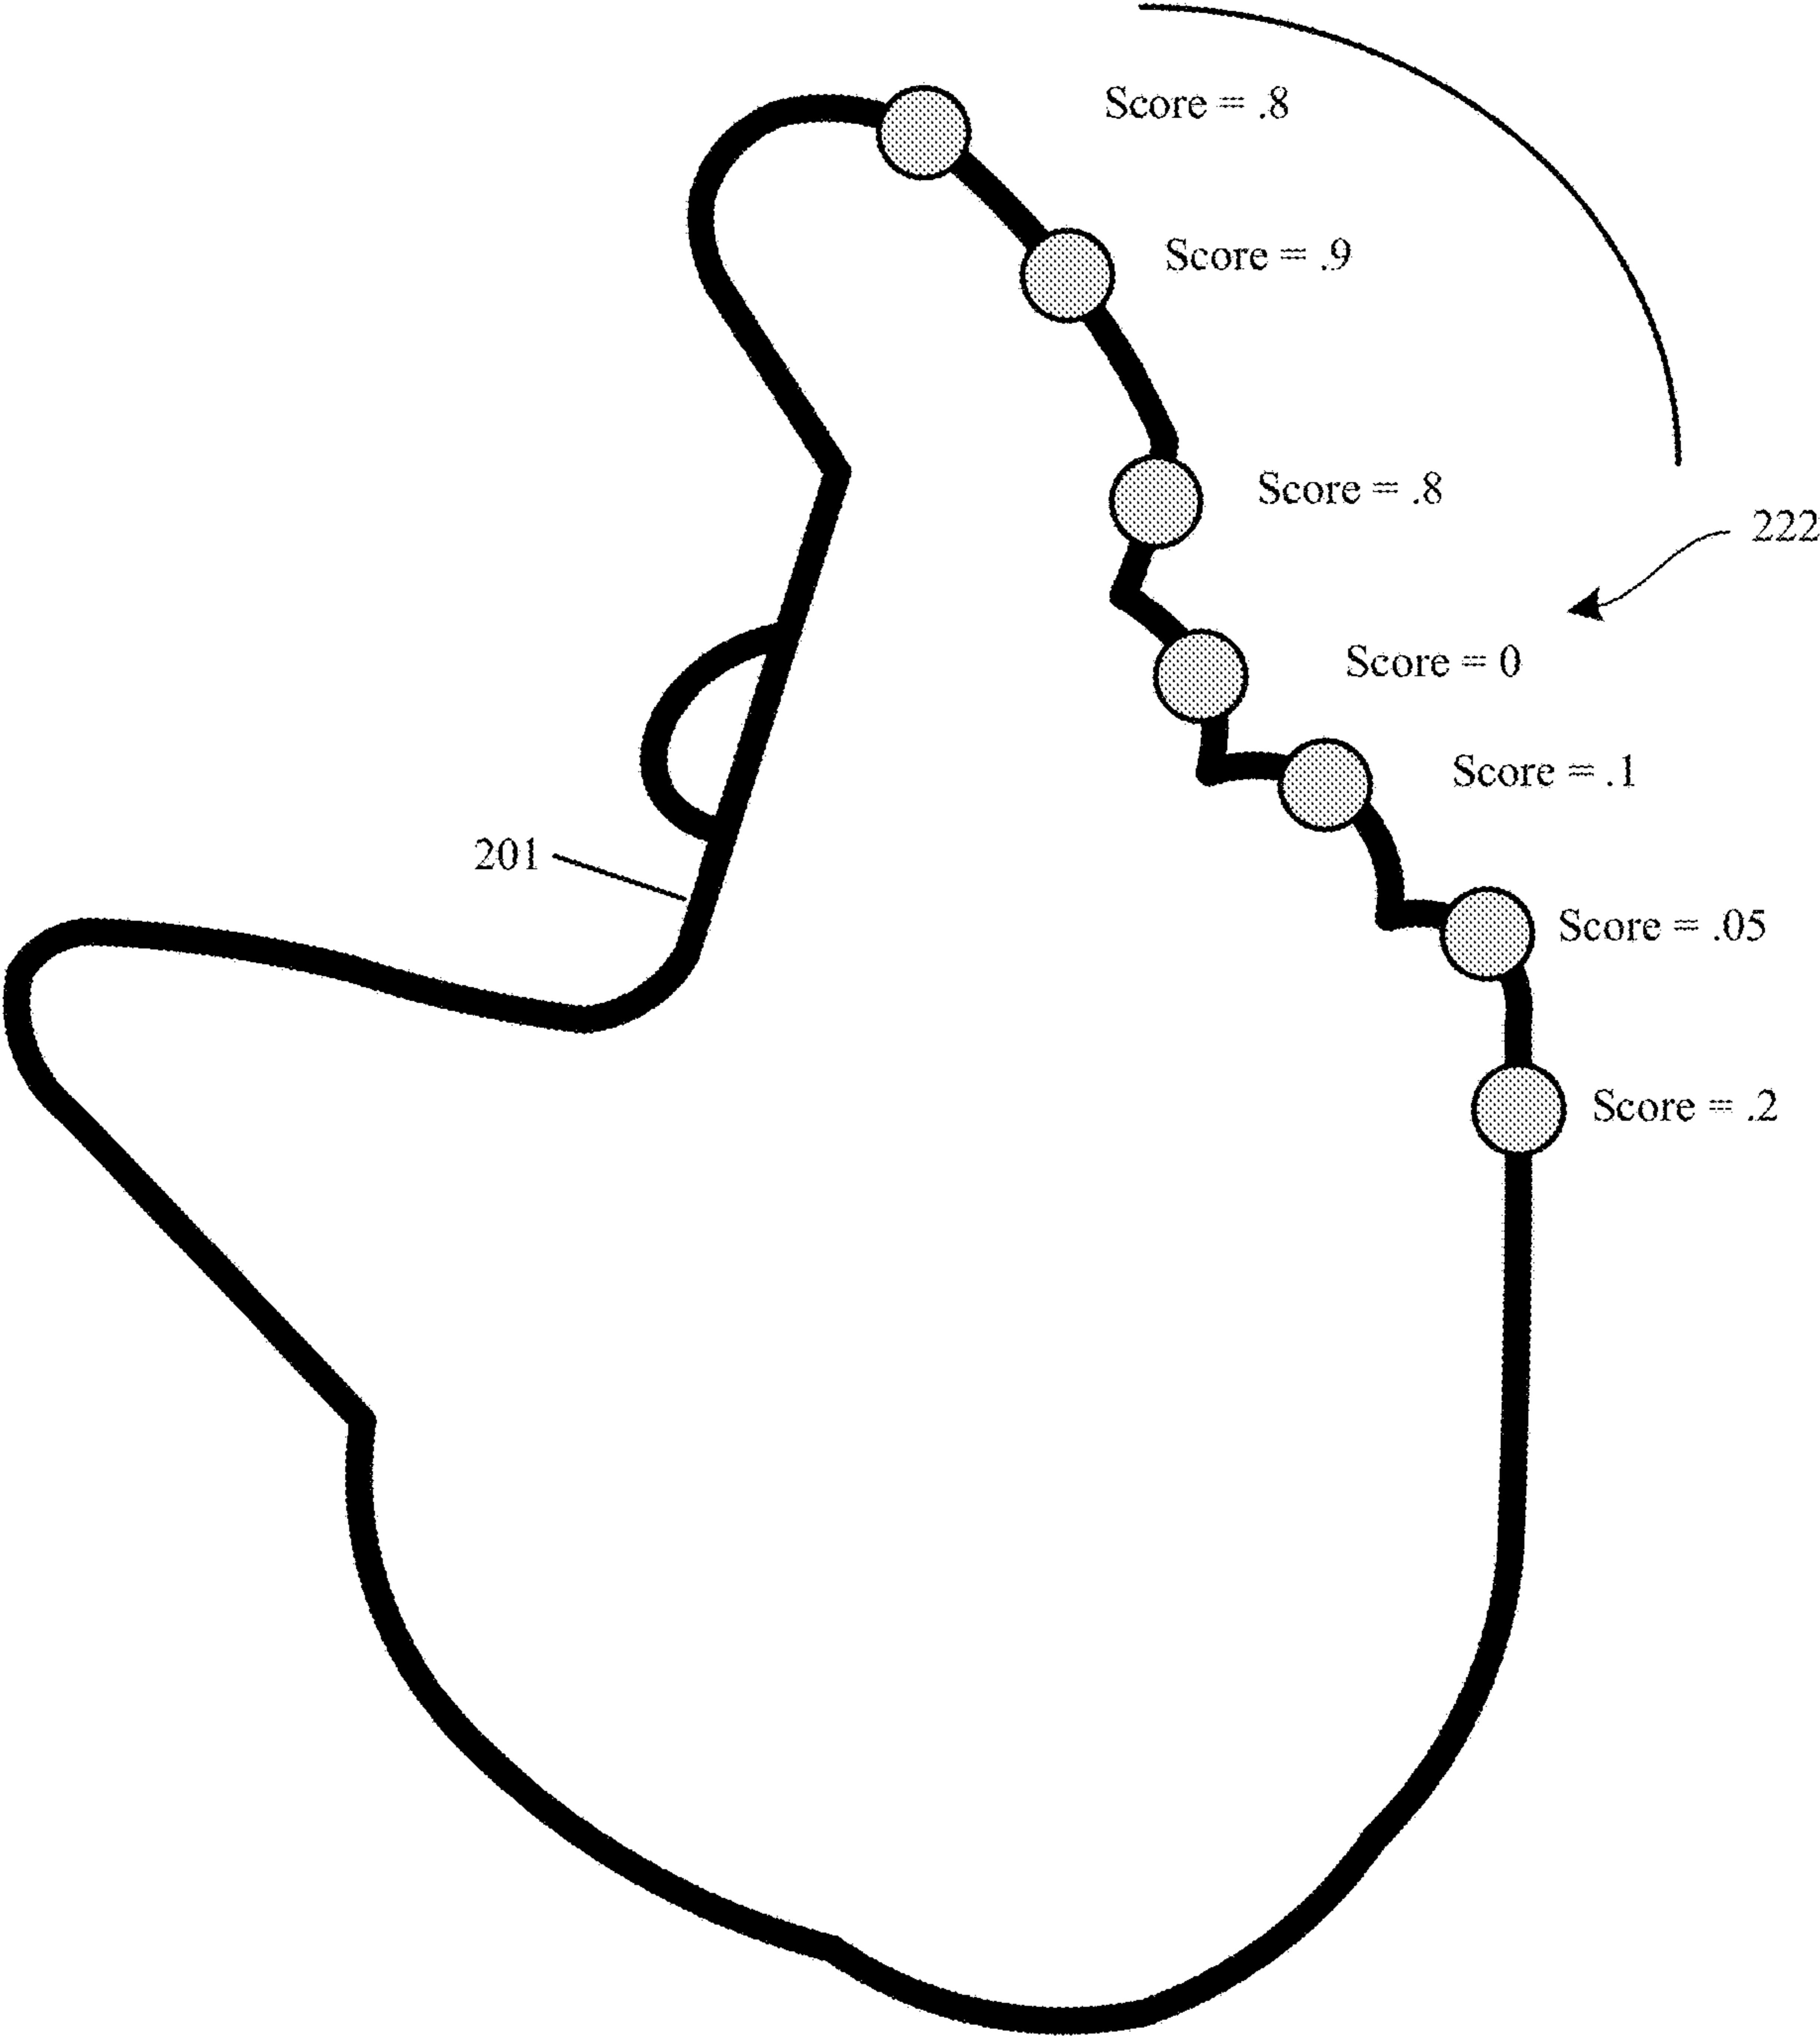 Score = .8
Score = .9
Score = .8
222
Score = 0
Score = .1
201
Score = .05
Score = .2